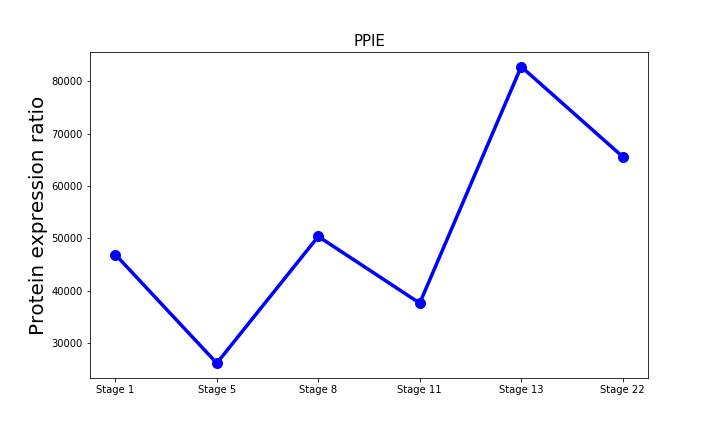 PPIE
Protein expression ratio
80000
70000
60000
50000
40000
30000
Stage 1 Stage 5 Stage 8 Stage 11 Stage 13 Stage 22